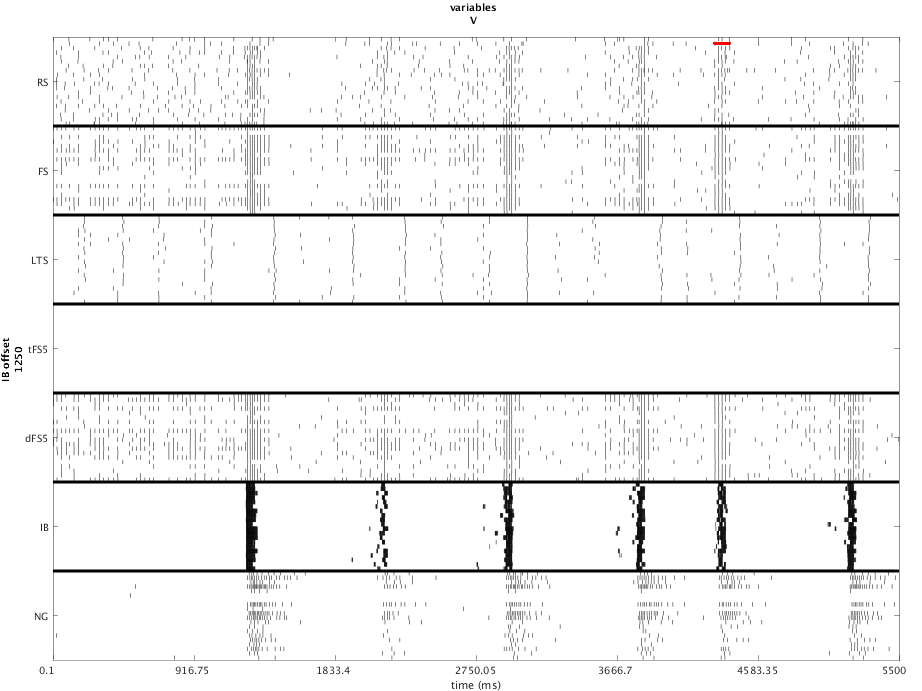 variables
V
RS
FS
LTS
tFS5
dFS5
IB
NG
IB offset
1250
0.1 916.75 1833.4 2750.05 3666.7 4583.35 5500
time (ms)